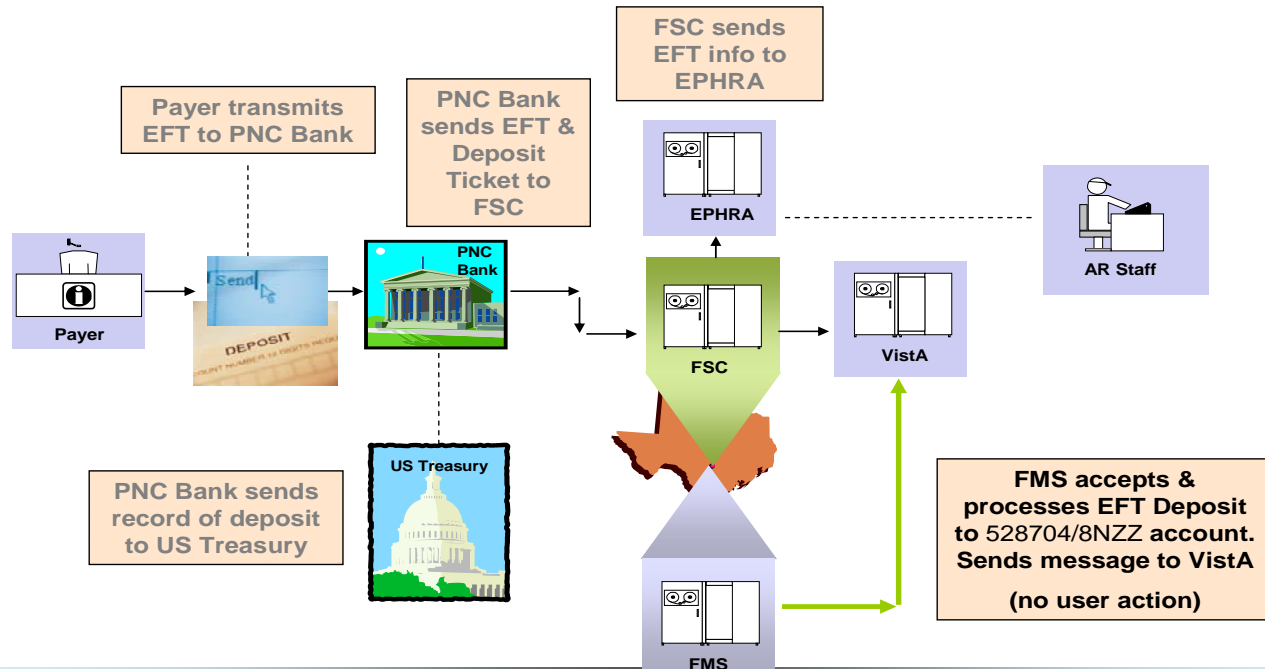 FSC sends
EFT info to
EPHRA
Payer transmits
EFT to PNC Bank
PNC Bank
sends EFT &
Deposit
Ticket to
FSC
EPHRA
AR Staff
Payer
Send
DEPOSIT
PNC
Bank
FSC
VistA
US Treasury
PNC Bank sends
record of deposit
to US Treasury
FMS accepts &
processes EFT Deposit
to 528704/8NZZ account.
Sends message to VistA
(no user action)
FMS